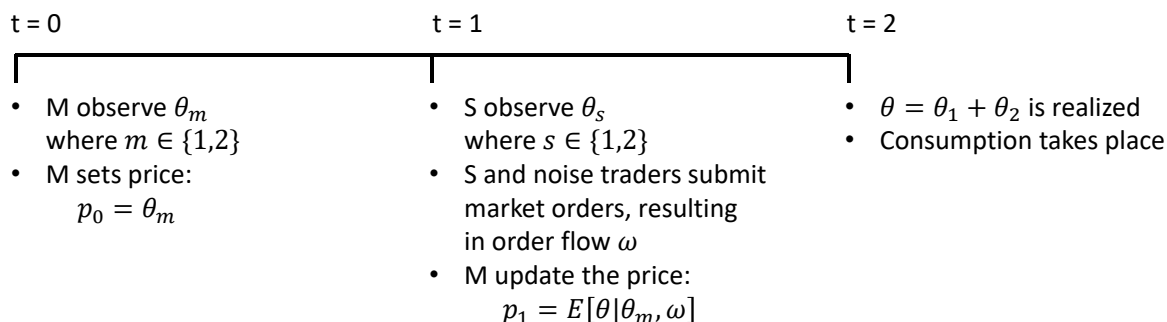 t = 0
t = 1
t = 2
• M observe θ_m
where m ∈ {1,2}
• M sets price:
p_0 = θ_m
• S observe θ_s
where s ∈ {1,2}
• S and noise traders submit
market orders, resulting
in order flow ω
• M update the price:
p_1 = E[θ|θ_m, ω]
• θ = θ_1 + θ_2 is realized
• Consumption takes place